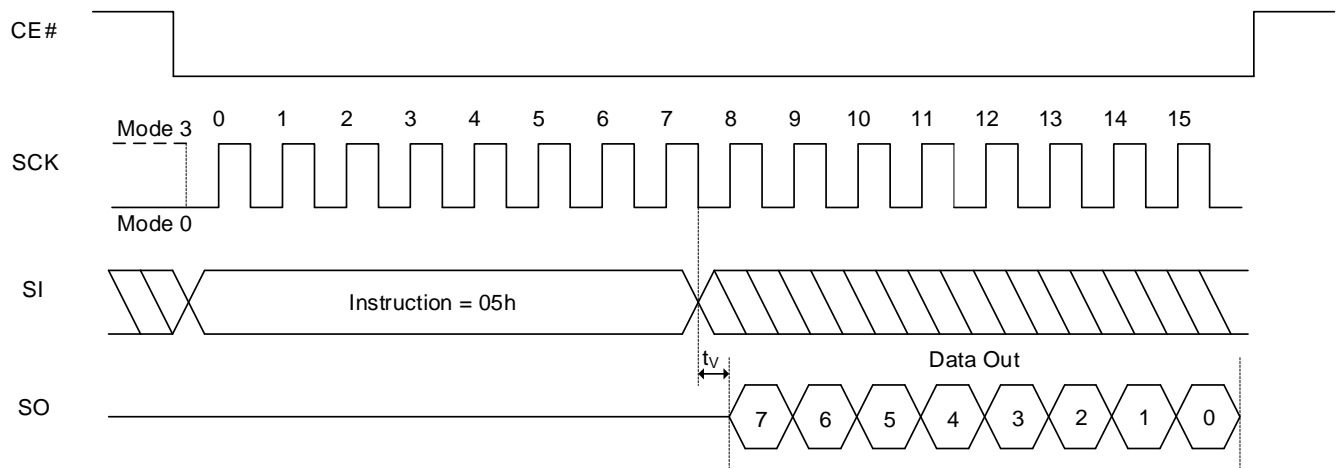 CE#
0 1 2 3 4 5 6 7 8 9 10 11 12 13 14 15
Mode 3
SCK
Mode 0
SI
Instruction = 05h
tV
Data Out
SO
7 6 5 4 3 2 1 0